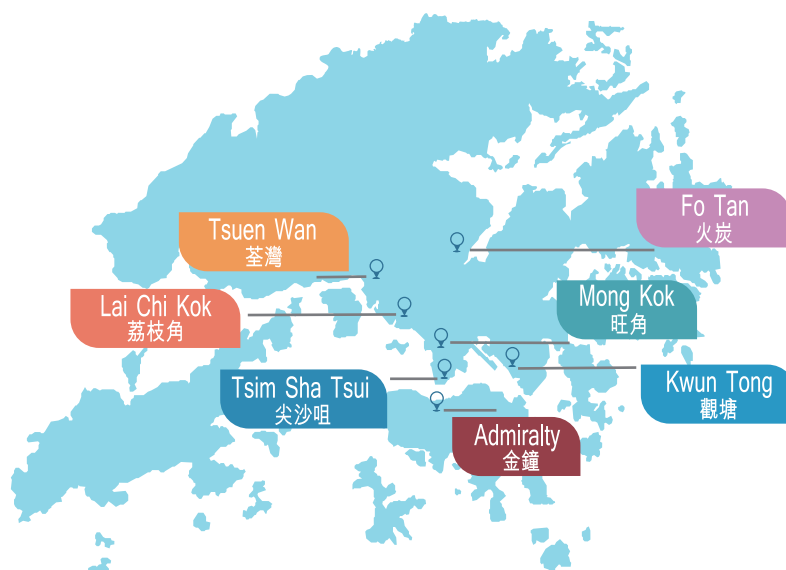 Fo Tan
火炭
Tsuen Wan
荃灣
Mong Kok
旺角
Lai Chi Kok
荔枝角
Tsim Sha Tsui
尖沙咀
Kwun Tong
觀塘
Admiralty
金鐘